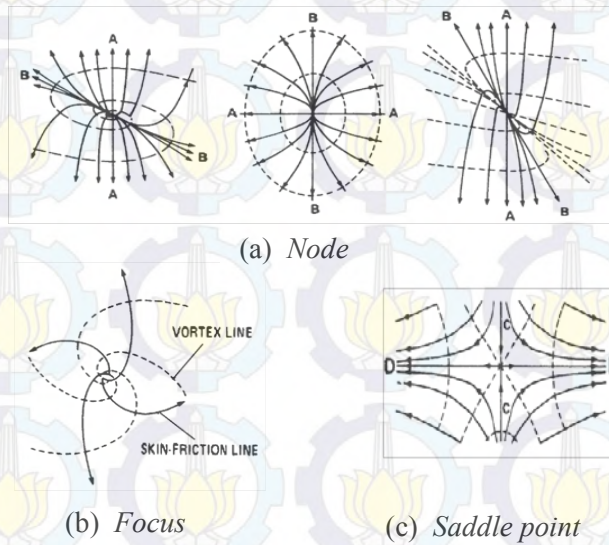 A
B
B
A
B
A
A
B
B
A
A
B
(a) Node
VORTEX LINE
SKIN-FRICTION LINE
C
D
C
(b) Focus
(c) Saddle point